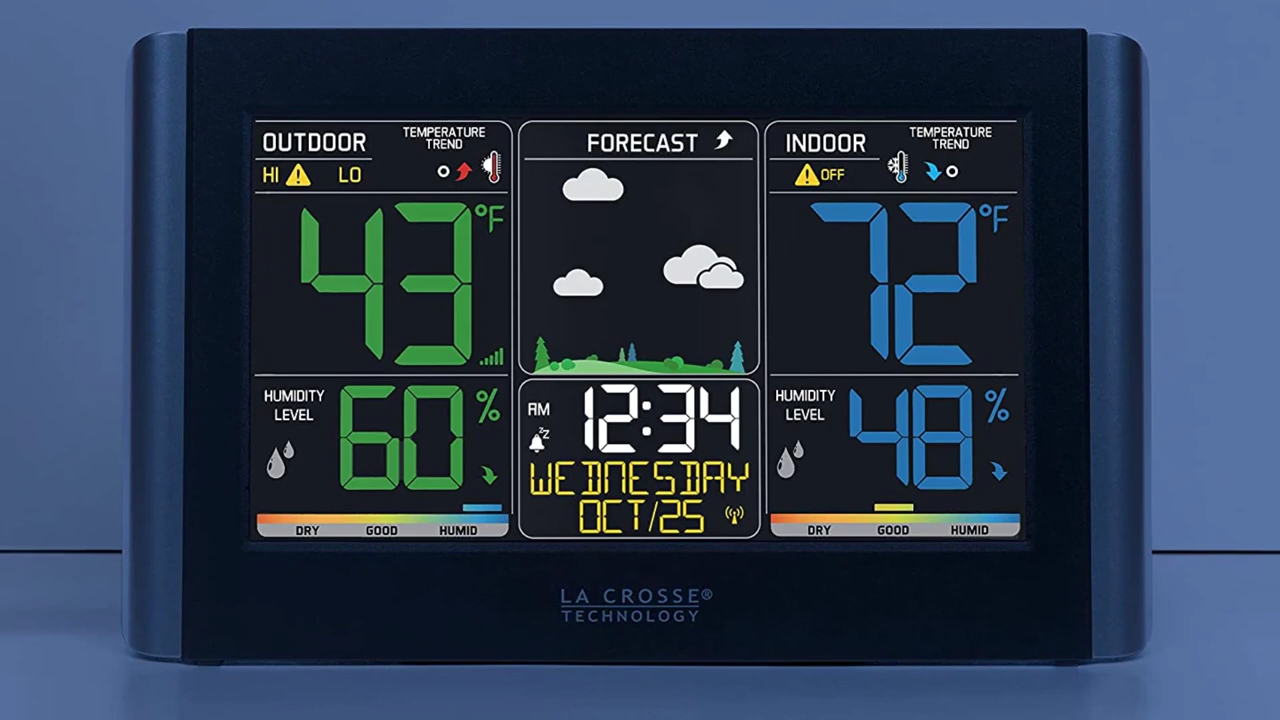 OUTDOOR
TEMPERATURE
TREND
HI LO
43 °F
HUMIDITY
LEVEL
60 %
DRY GOOD HUMID
FORECAST
AM 12:34
WEDNESDAY
OCT/25
INDOOR
TEMPERATURE
TREND
OFF
72 °F
HUMIDITY
LEVEL
48 %
DRY GOOD HUMID
LA CROSSE®
TECHNOLOGY